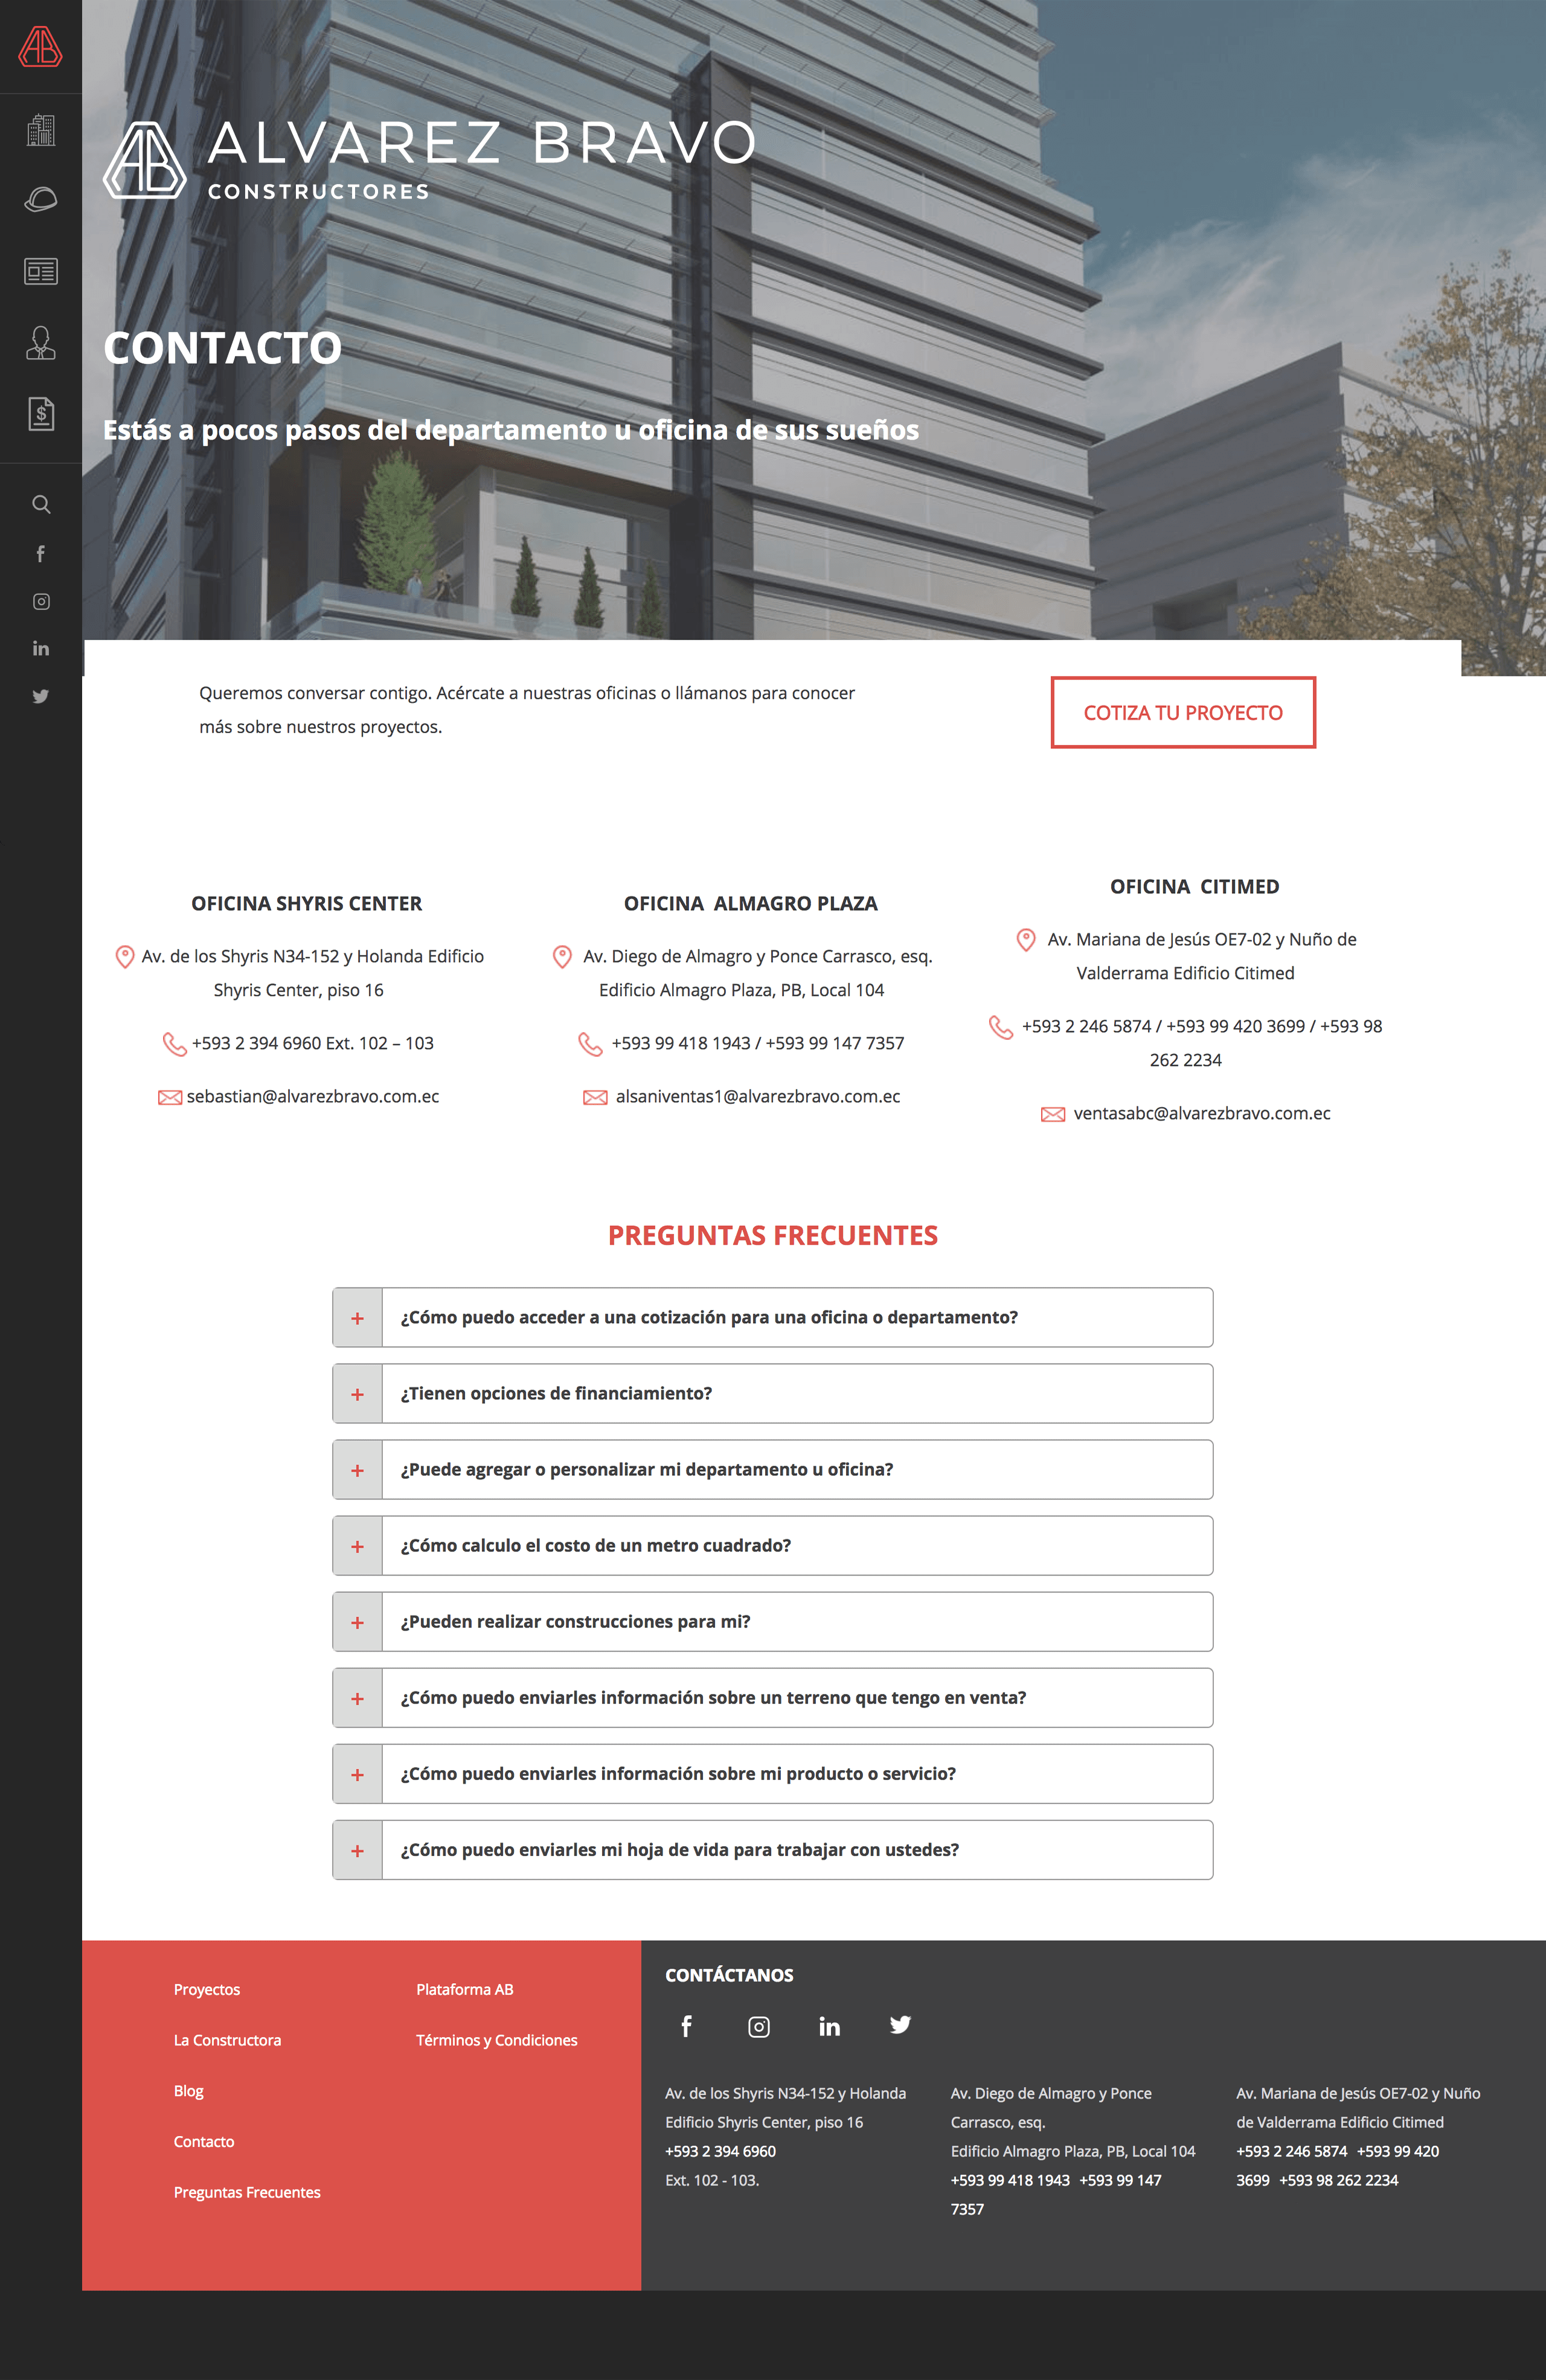 AB
AB
ALVAREZ BRAVO
CONSTRUCTORES
CONTACTO
Estás a pocos pasos del departamento u oficina de sus sueños
Queremos conversar contigo. Acércate a nuestras oficinas o llámanos para conocer
más sobre nuestros proyectos.
COTIZA TU PROYECTO
OFICINA SHYRIS CENTER
Av. de los Shyris N34-152 y Holanda Edificio
Shyris Center, piso 16
+593 2 394 6960 Ext. 102 – 103
sebastian@alvarezbravo.com.ec
OFICINA ALMAGRO PLAZA
Av. Diego de Almagro y Ponce Carrasco, esq.
Edificio Almagro Plaza, PB, Local 104
+593 99 418 1943 / +593 99 147 7357
alsaniventas1@alvarezbravo.com.ec
OFICINA CITIMED
Av. Mariana de Jesús OE7-02 y Nuño de
Valderrama Edificio Citimed
+593 2 246 5874 / +593 99 420 3699 / +593 98
262 2234
ventasabc@alvarezbravo.com.ec
PREGUNTAS FRECUENTES
+ ¿Cómo puedo acceder a una cotización para una oficina o departamento?
+ ¿Tienen opciones de financiamiento?
+ ¿Puede agregar o personalizar mi departamento u oficina?
+ ¿Cómo calculo el costo de un metro cuadrado?
+ ¿Pueden realizar construcciones para mi?
+ ¿Cómo puedo enviarles información sobre un terreno que tengo en venta?
+ ¿Cómo puedo enviarles información sobre mi producto o servicio?
+ ¿Cómo puedo enviarles mi hoja de vida para trabajar con ustedes?
Proyectos
La Constructora
Blog
Contacto
Preguntas Frecuentes
Plataforma AB
Términos y Condiciones
CONTÁCTANOS
Av. de los Shyris N34-152 y Holanda
Edificio Shyris Center, piso 16
+593 2 394 6960
Ext. 102 - 103.
Av. Diego de Almagro y Ponce
Carrasco, esq.
Edificio Almagro Plaza, PB, Local 104
+593 99 418 1943 +593 99 147
7357
Av. Mariana de Jesús OE7-02 y Nuño
de Valderrama Edificio Citimed
+593 2 246 5874 +593 99 420
3699 +593 98 262 2234